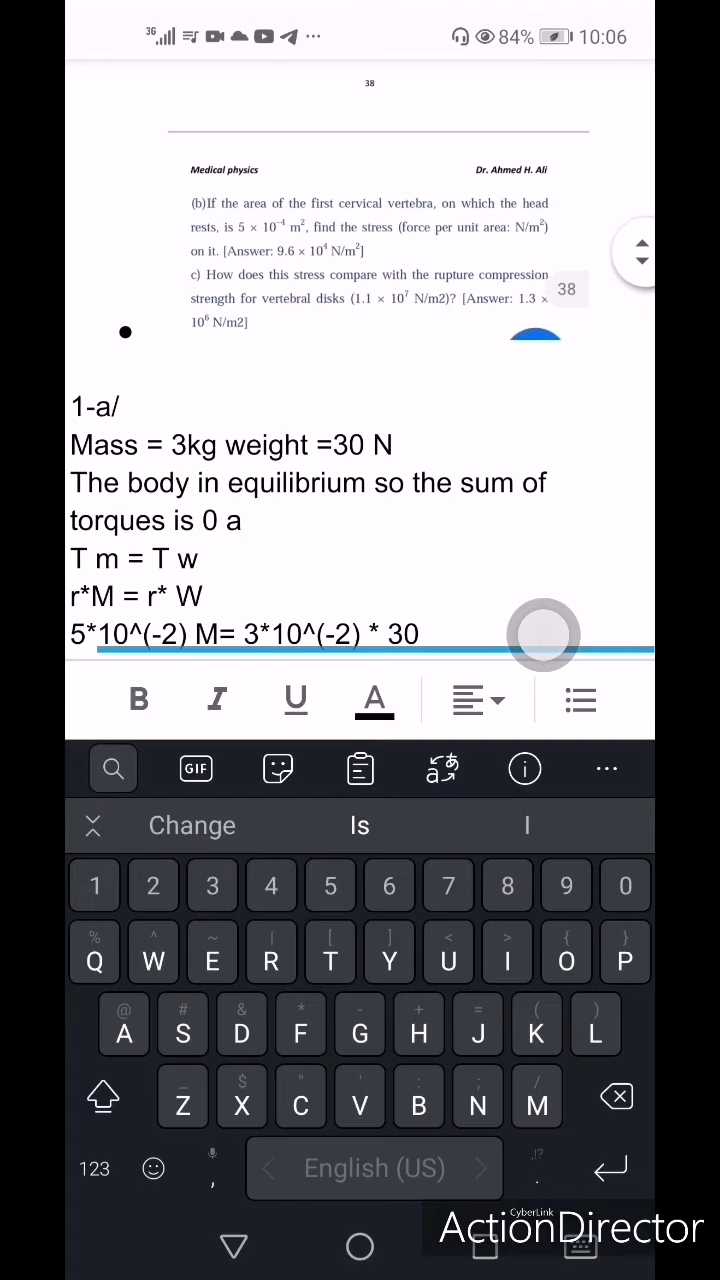 3G 84% 10:06
38
Medical physics Dr. Ahmed H. Ali
(b)If the area of the first cervical vertebra, on which the head
rests, is 5 × 10⁻⁴ m², find the stress (force per unit area: N/m²)
on it. [Answer: 9.6 × 10⁴ N/m²]
c) How does this stress compare with the rupture compression
strength for vertebral disks (1.1 × 10⁷ N/m2)? [Answer: 1.3 ×
10⁶ N/m2]
38
1-a/
Mass = 3kg weight =30 N
The body in equilibrium so the sum of
torques is 0 a
T m = T w
r*M = r* W
5*10^(-2) M= 3*10^(-2) * 30
B I U A
GIF
Change Is I
1 2 3 4 5 6 7 8 9 0
% ^ ~ | [ ] < > { }
Q W E R T Y U I O P
@ # & * - + = ( )
A S D F G H J K L
_ $ " ' : ; /
Z X C V B N M
123 , English (US) ,!? .
CyberLink
ActionDirector